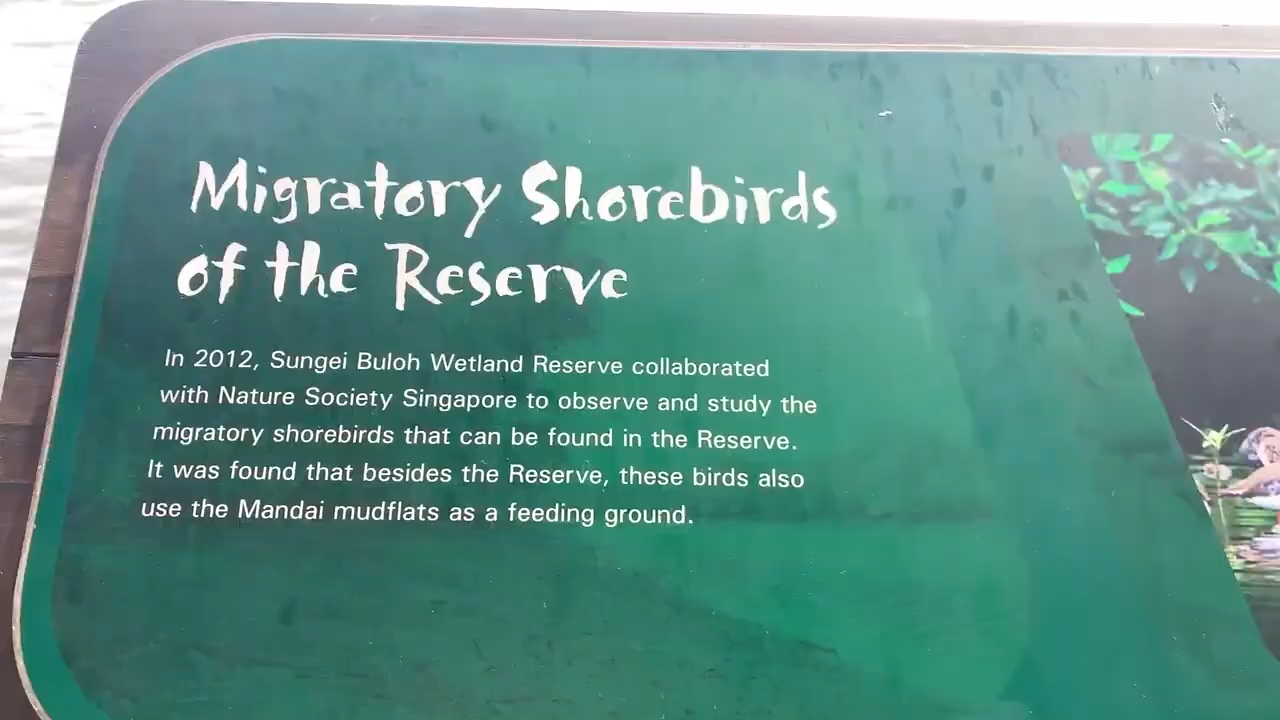 Migratory Shorebirds
of the Reserve
In 2012, Sungei Buloh Wetland Reserve collaborated
with Nature Society Singapore to observe and study the
migratory shorebirds that can be found in the Reserve.
It was found that besides the Reserve, these birds also
use the Mandai mudflats as a feeding ground.